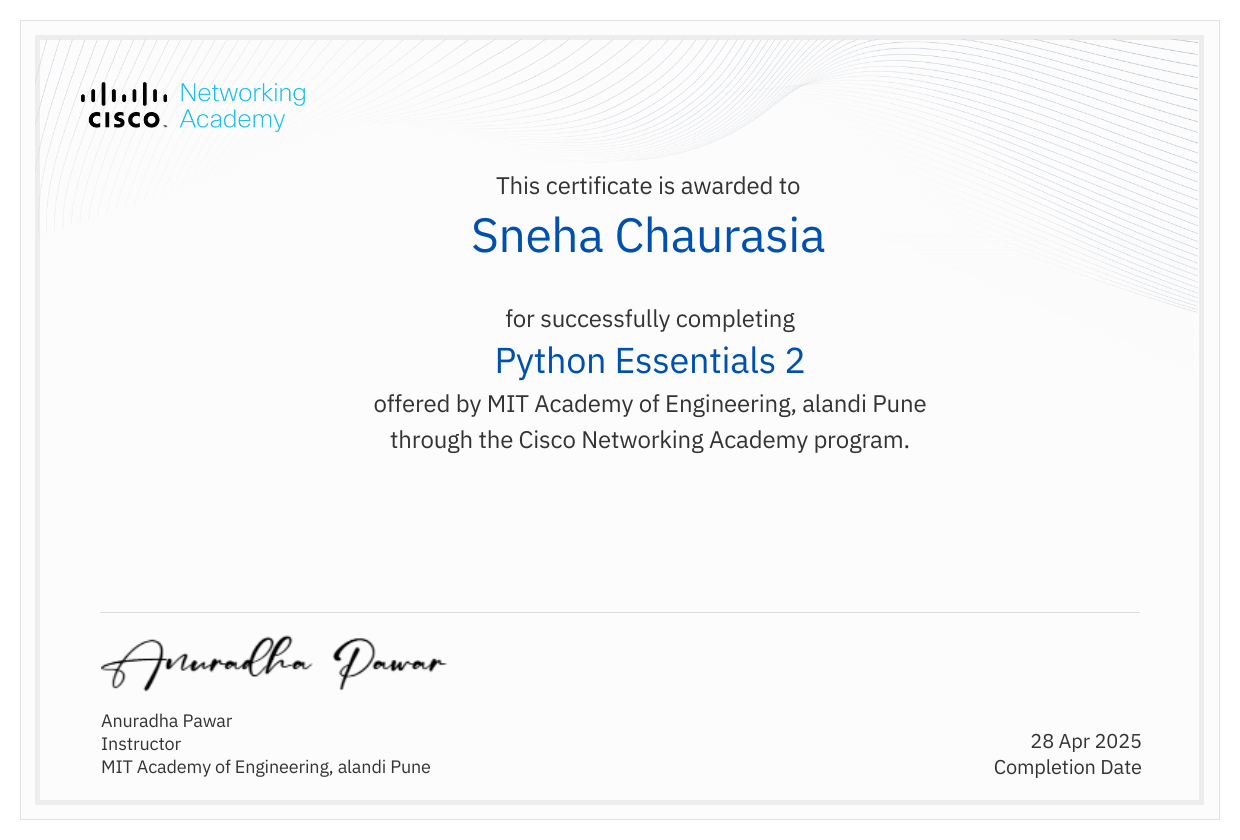 CISCO
Networking
Academy
This certificate is awarded to
Sneha Chaurasia
for successfully completing
Python Essentials 2
offered by MIT Academy of Engineering, alandi Pune
through the Cisco Networking Academy program.
Anuradha Pawar
Anuradha Pawar
Instructor
MIT Academy of Engineering, alandi Pune
28 Apr 2025
Completion Date